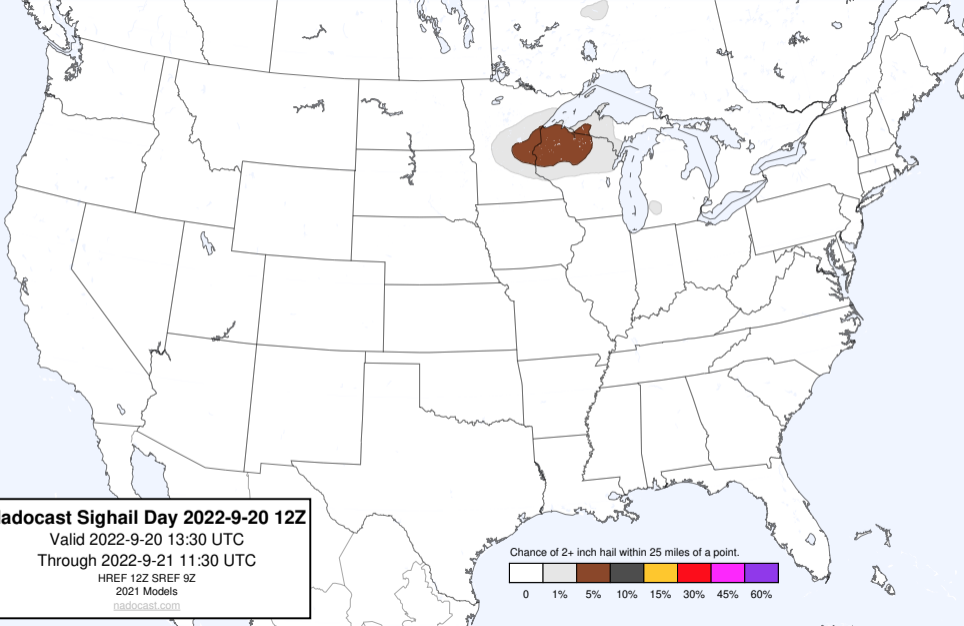 adocast Sighail Day 2022-9-20 12Z
Valid 2022-9-20 13:30 UTC
Through 2022-9-21 11:30 UTC
HREF 12Z SREF 9Z
2021 Models
nadocast.com
Chance of 2+ inch hail within 25 miles of a point.
0 1% 5% 10% 15% 30% 45% 60%